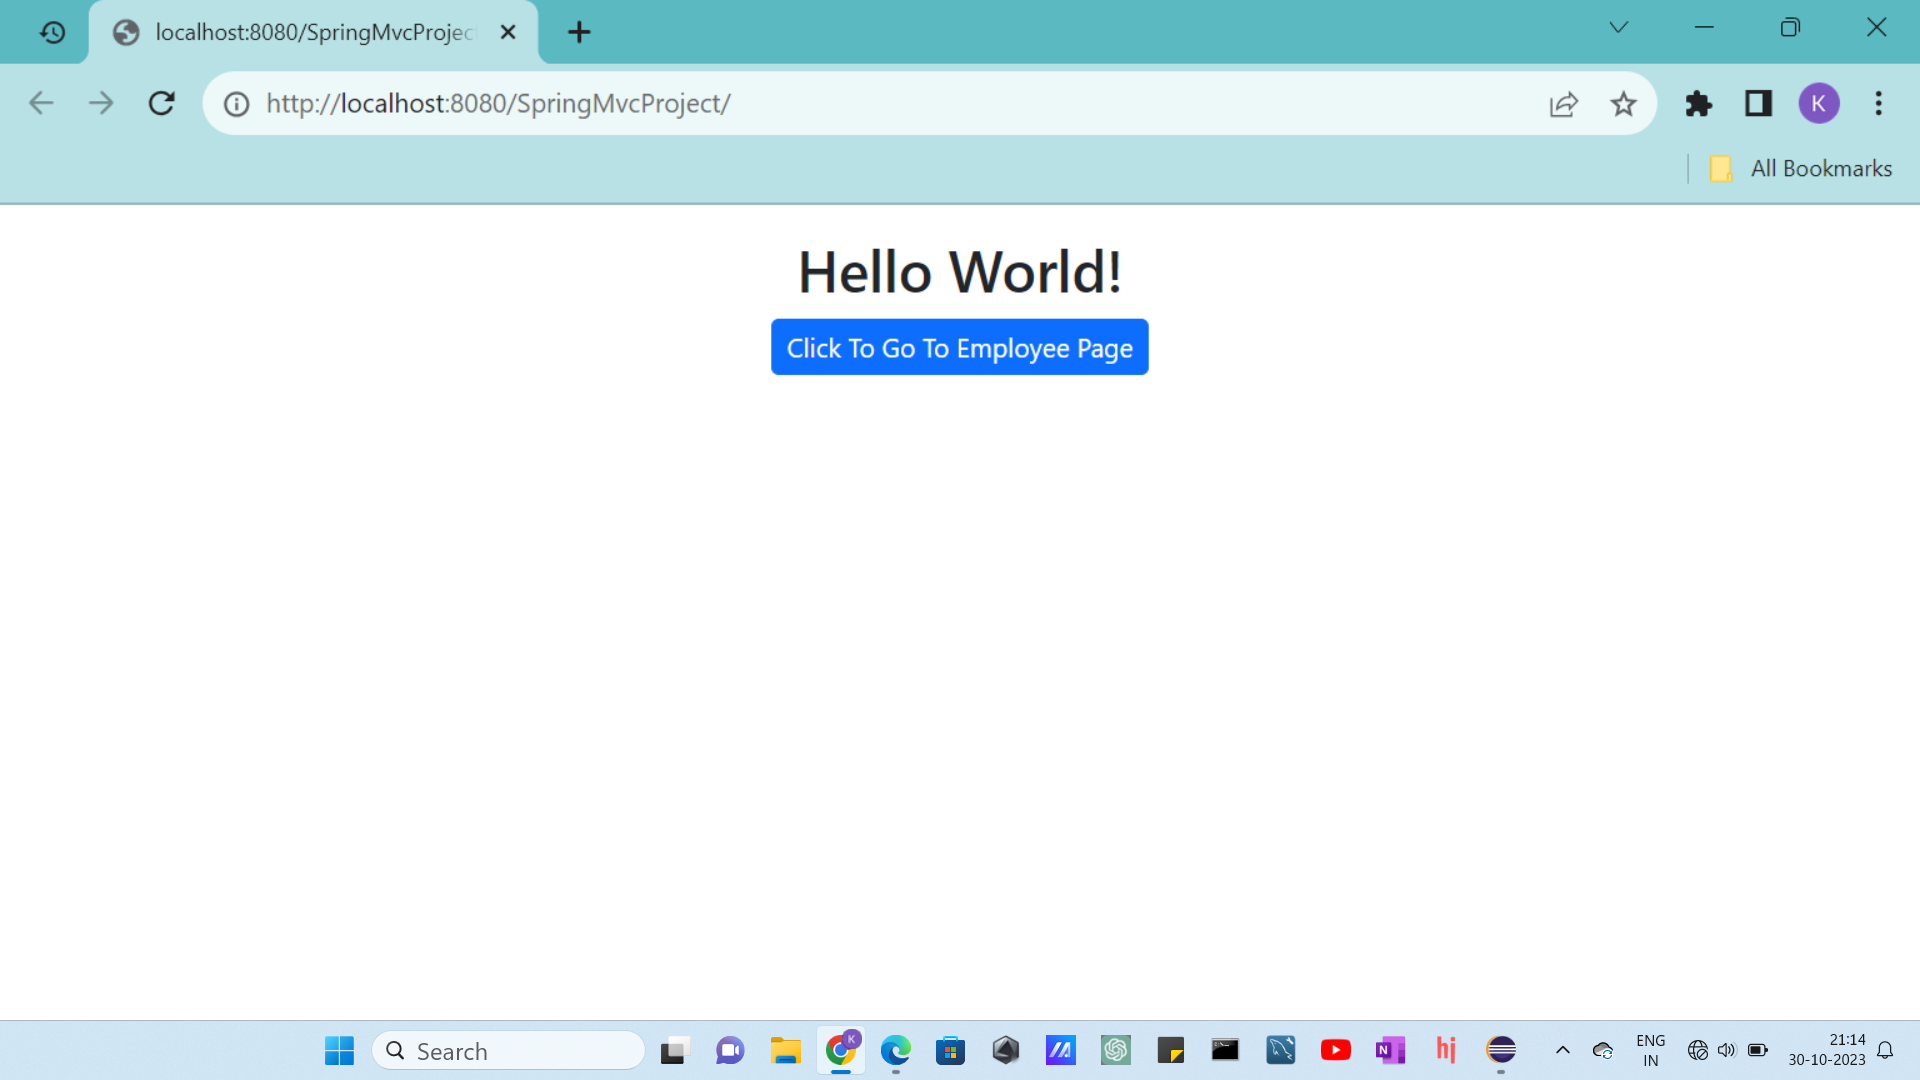 localhost:8080/SpringMvcProjec
http://localhost:8080/SpringMvcProject/
K
All Bookmarks
Hello World!
Click To Go To Employee Page
Search
K
N
hj
ENG
IN
21:14
30-10-2023